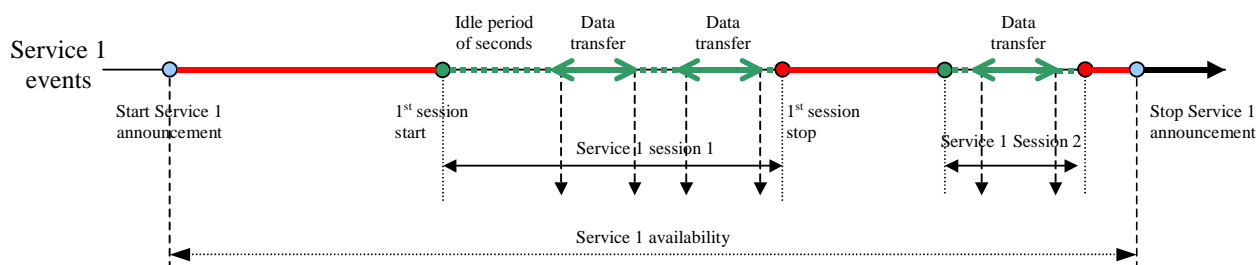 Service 1
events
Idle period
of seconds
Data
transfer
Data
transfer
Data
transfer
Start Service 1
announcement
1st session
start
1st session
stop
Stop Service 1
announcement
Service 1 session 1
Service 1 Session 2
Service 1 availability